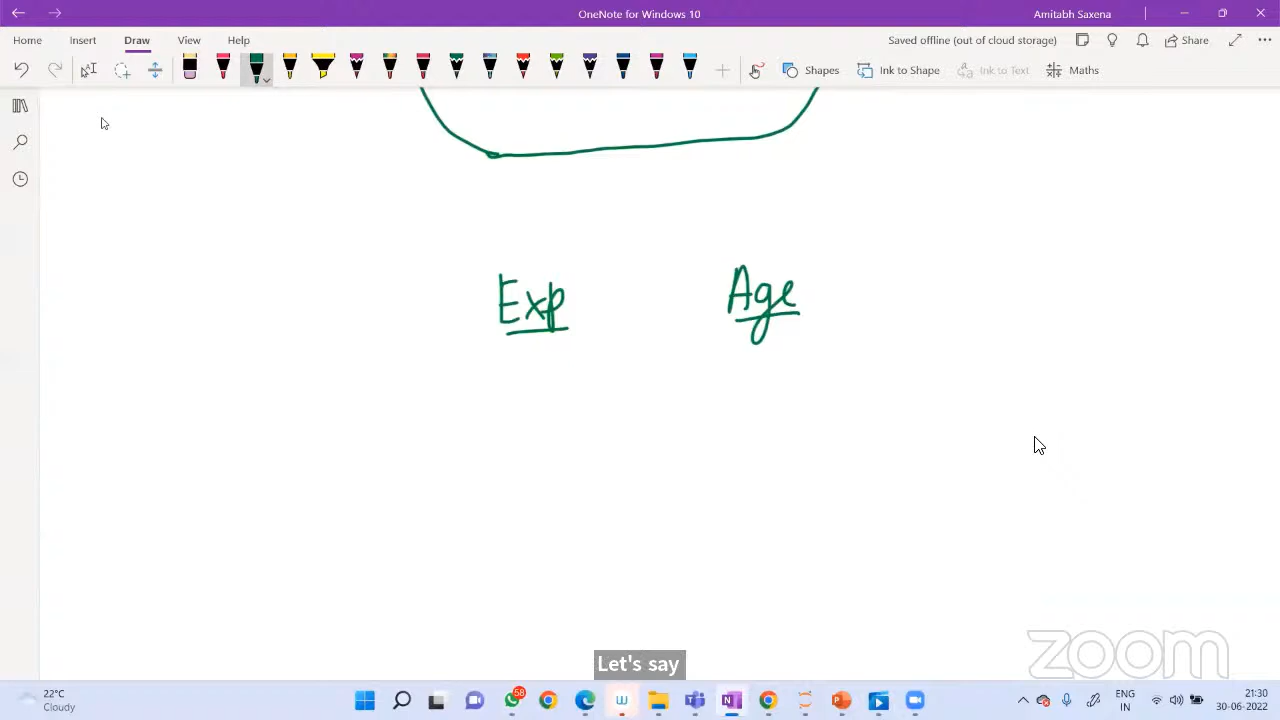 OneNote for Windows 10
Amitabh Saxena
Home Insert Draw View Help
Saved offline (out of cloud storage) Share
Shapes Ink to Shape Ink to Text Maths
Exp Age
Let's say
zoom
58
22°C
Cloudy
ENG
IN
21:30
30-06-2022